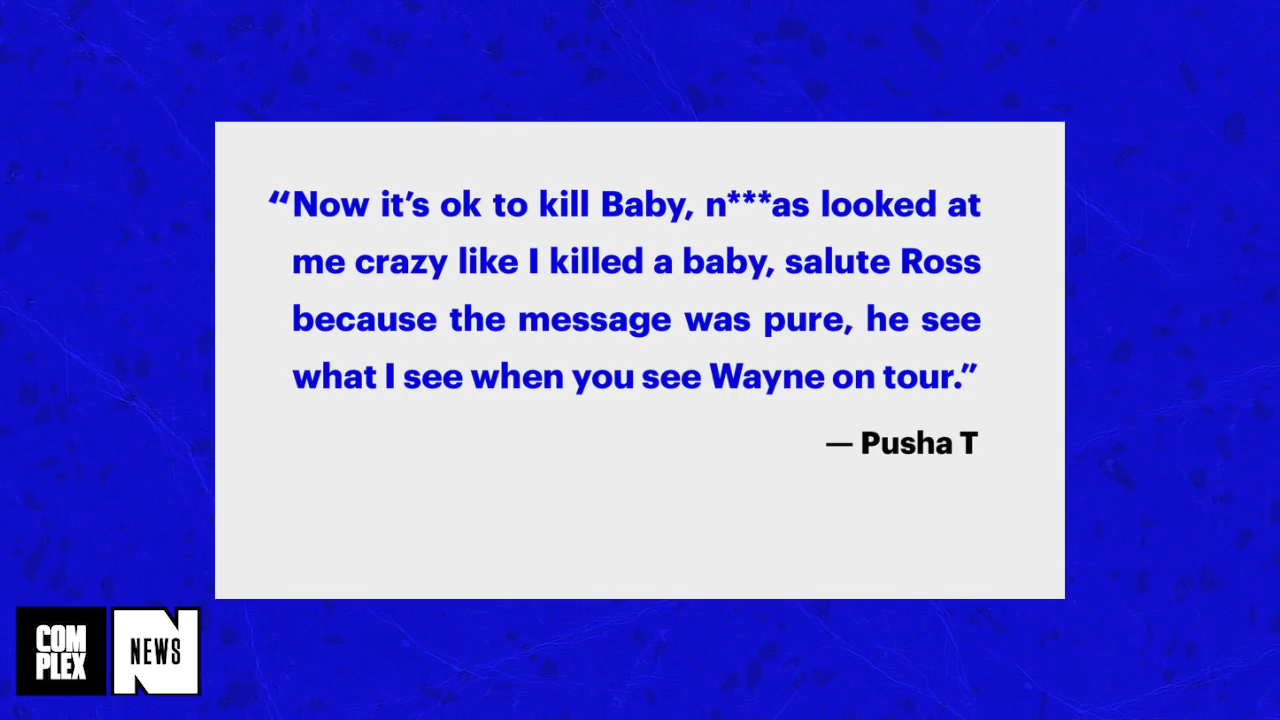 “Now it’s ok to kill Baby, n***as looked at
me crazy like I killed a baby, salute Ross
because the message was pure, he see
what I see when you see Wayne on tour.”
— Pusha T
COM
PLEX
NEWS